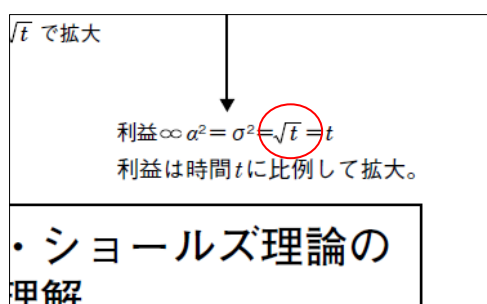 √t で拡大
利益∞α²=σ²=√t=t
利益は時間tに比例して拡大。
・ショールズ理論の
理解